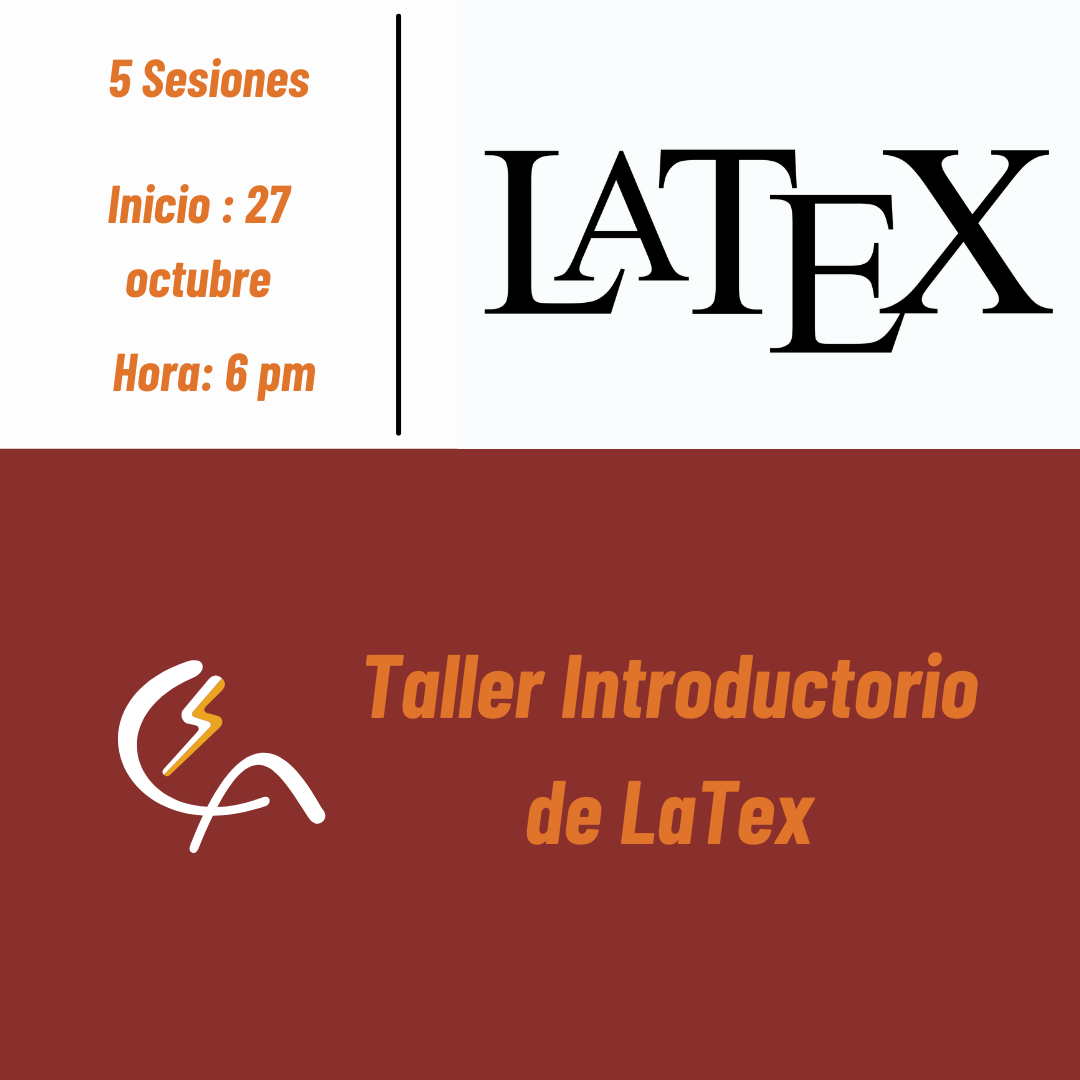 5 Sesiones
Inicio : 27
octubre
Hora: 6 pm
LATEX
Taller Introductorio
de LaTex